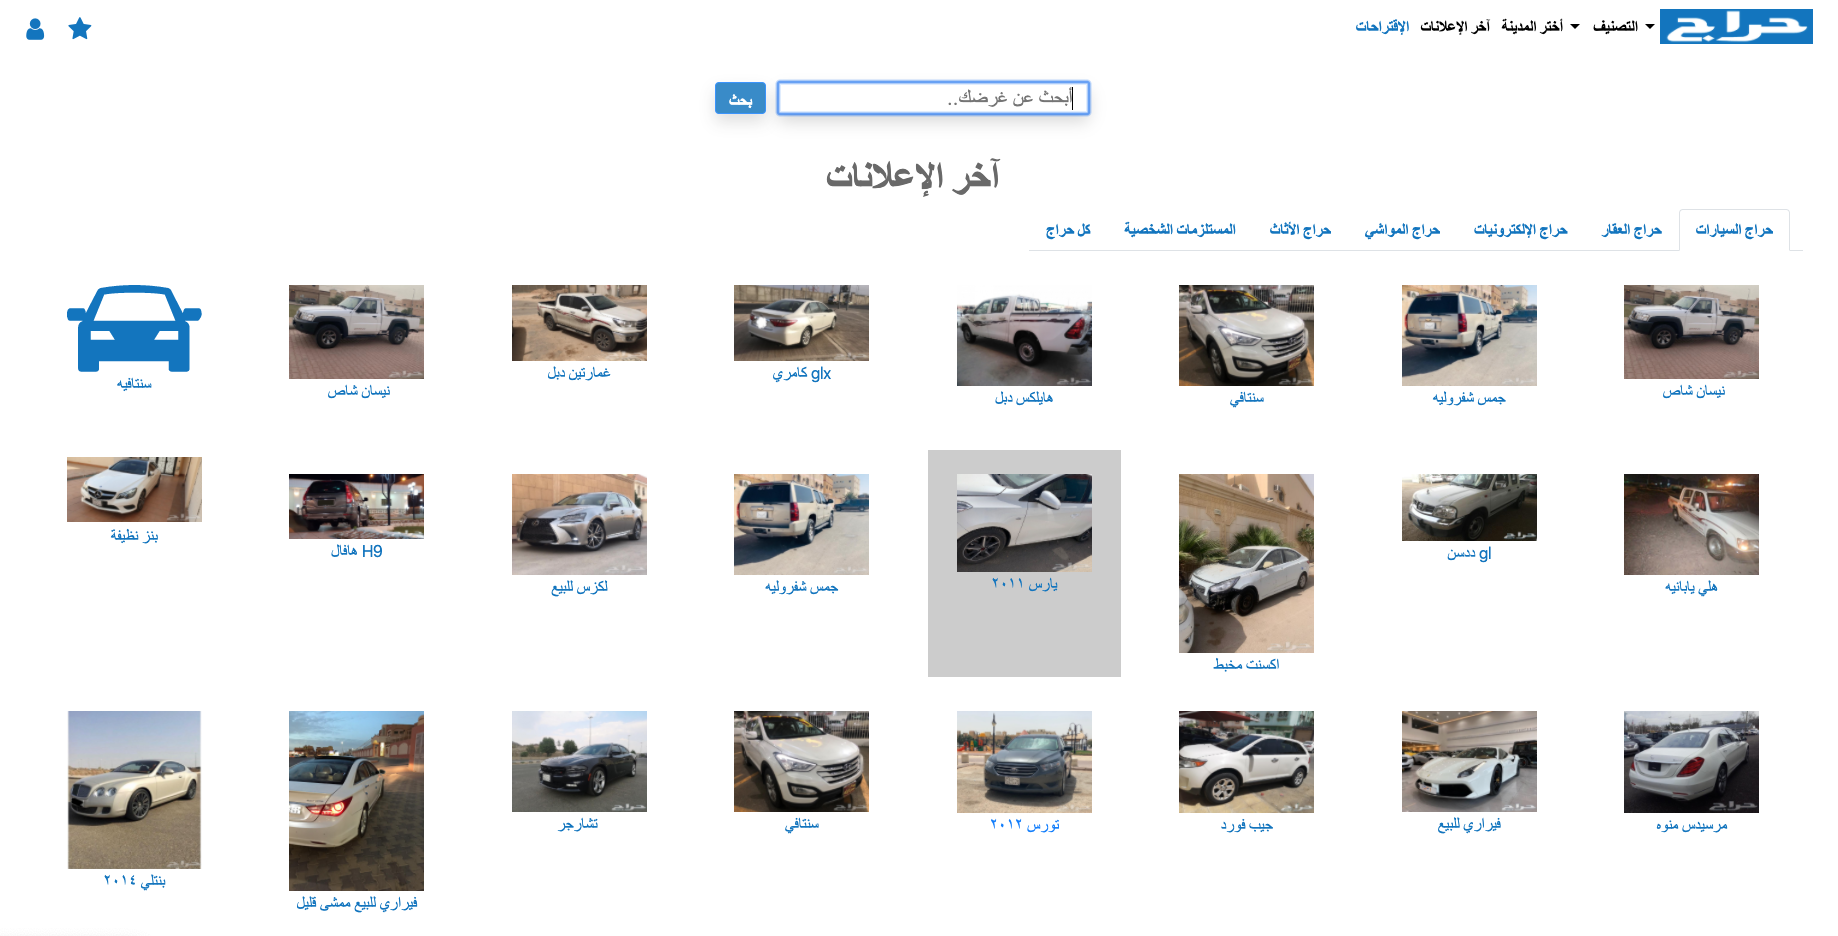 حراج
التصنيف
أختر المدينة
آخر الإعلانات
الإقتراحات
أبحث عن غرضك..
بحث
آخر الإعلانات
حراج السيارات
حراج العقار
حراج الإلكترونيات
حراج المواشي
حراج الأثاث
المستلزمات الشخصية
كل حراج
نيسان شاص
جمس شفروليه
سنتافي
هايلكس دبل
glx كامري
غمارتين دبل
نيسان شاص
سنتافيه
هلي يابانيه
gl ددسن
اكسنت مخبط
يارس ٢٠١١
جمس شفروليه
لكزس للبيع
H9 هافال
بنز نظيفة
مرسيدس منوه
فيراري للبيع
جيب فورد
تورس ٢٠١٢
سنتافي
تشارجر
فيراري للبيع ممشى قليل
بنتلي ٢٠١٤